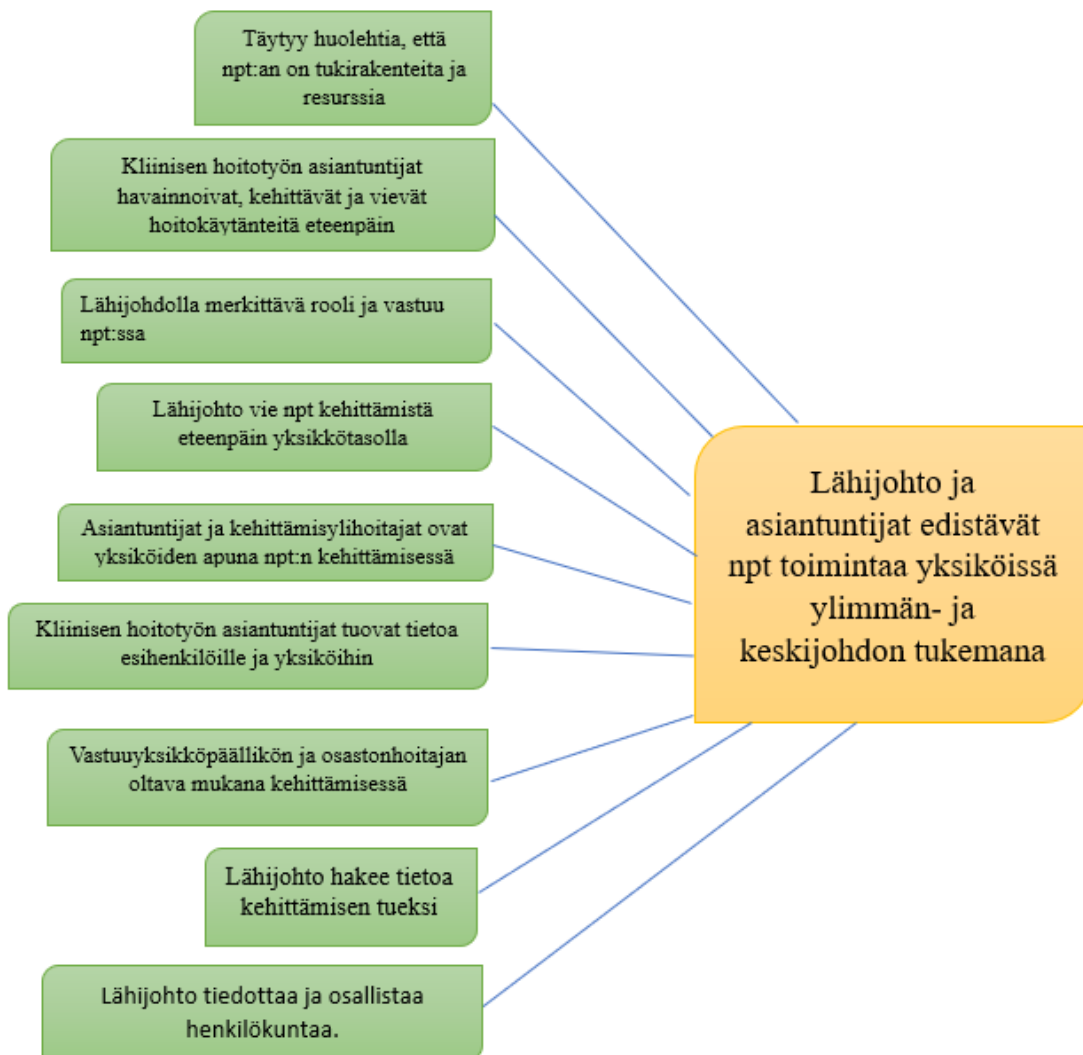 Täytyy huolehtia, että
npt:an on tukirakenteita ja
resurssia
Kliinisen hoitotyön asiantuntijat
havainnoivat, kehittävät ja vievät
hoitokäytänteitä eteenpäin
Lähijohdolla merkittävä rooli ja vastuu
npt:ssa
Lähijohto vie npt kehittämistä
eteenpäin yksikkötasolla
Asiantuntijat ja kehittämisylihoitajat ovat
yksiköiden apuna npt:n kehittämisessä
Kliinisen hoitotyön asiantuntijat tuovat tietoa
esihenkilöille ja yksiköihin
Vastuuyksikköpäällikön ja osastonhoitajan
oltava mukana kehittämisessä
Lähijohto hakee tietoa
kehittämisen tueksi
Lähijohto tiedottaa ja osallistaa
henkilökuntaa.
Lähijohto ja
asiantuntijat edistävät
npt toimintaa yksiköissä
ylimmän- ja
keskijohdon tukemana